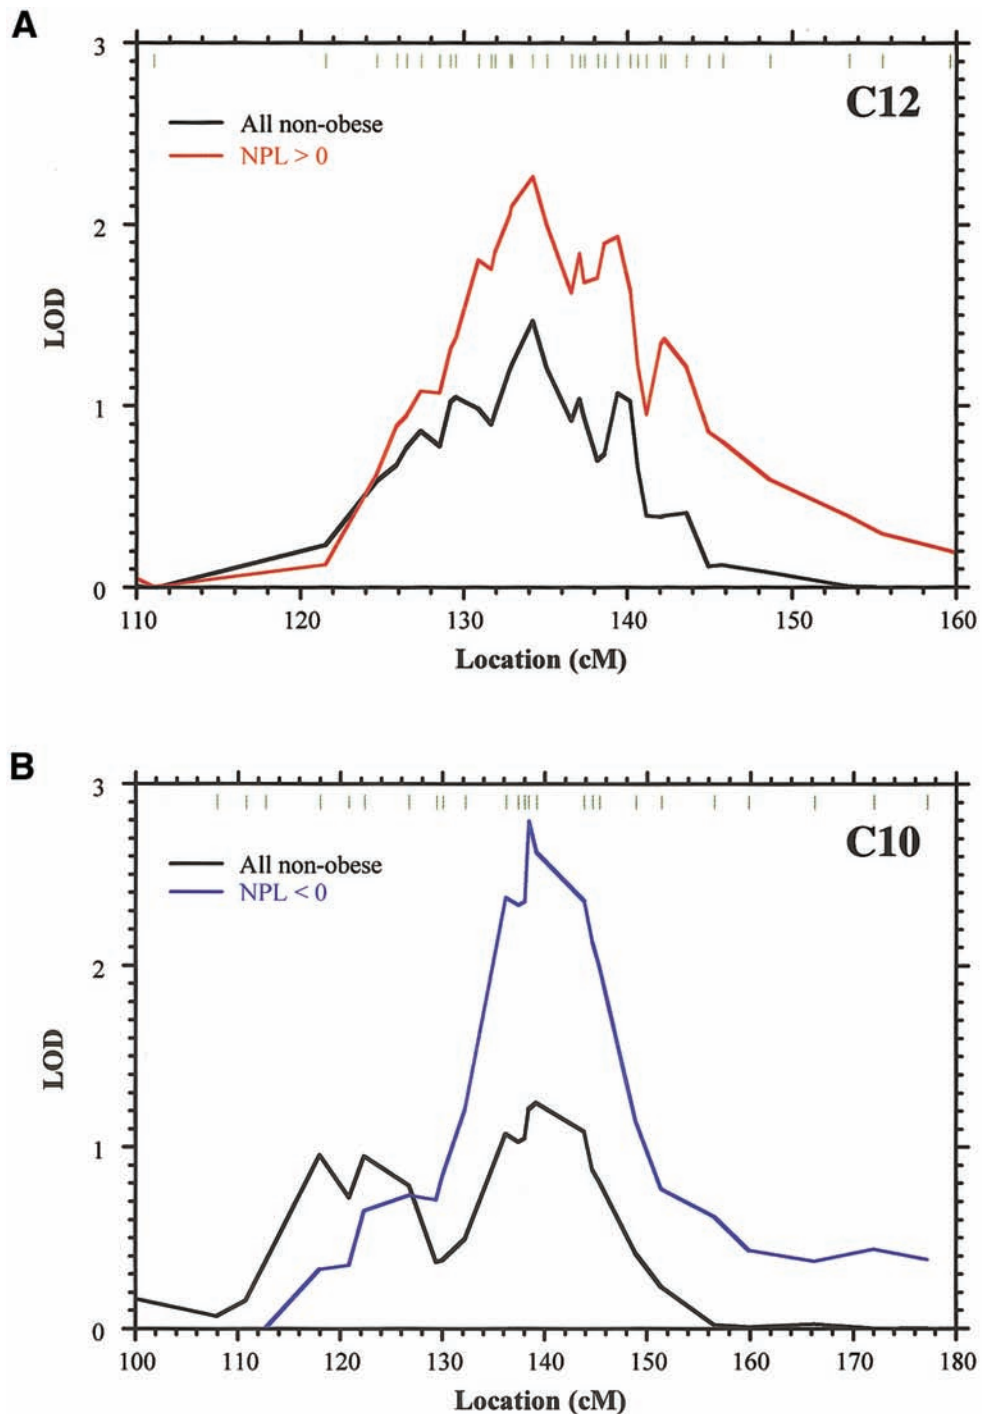 A
3
C12
All non-obese
NPL > 0
2
LOD
1
0
110 120 130 140 150 160
Location (cM)
B
3
C10
All non-obese
NPL < 0
2
LOD
1
0
100 110 120 130 140 150 160 170 180
Location (cM)